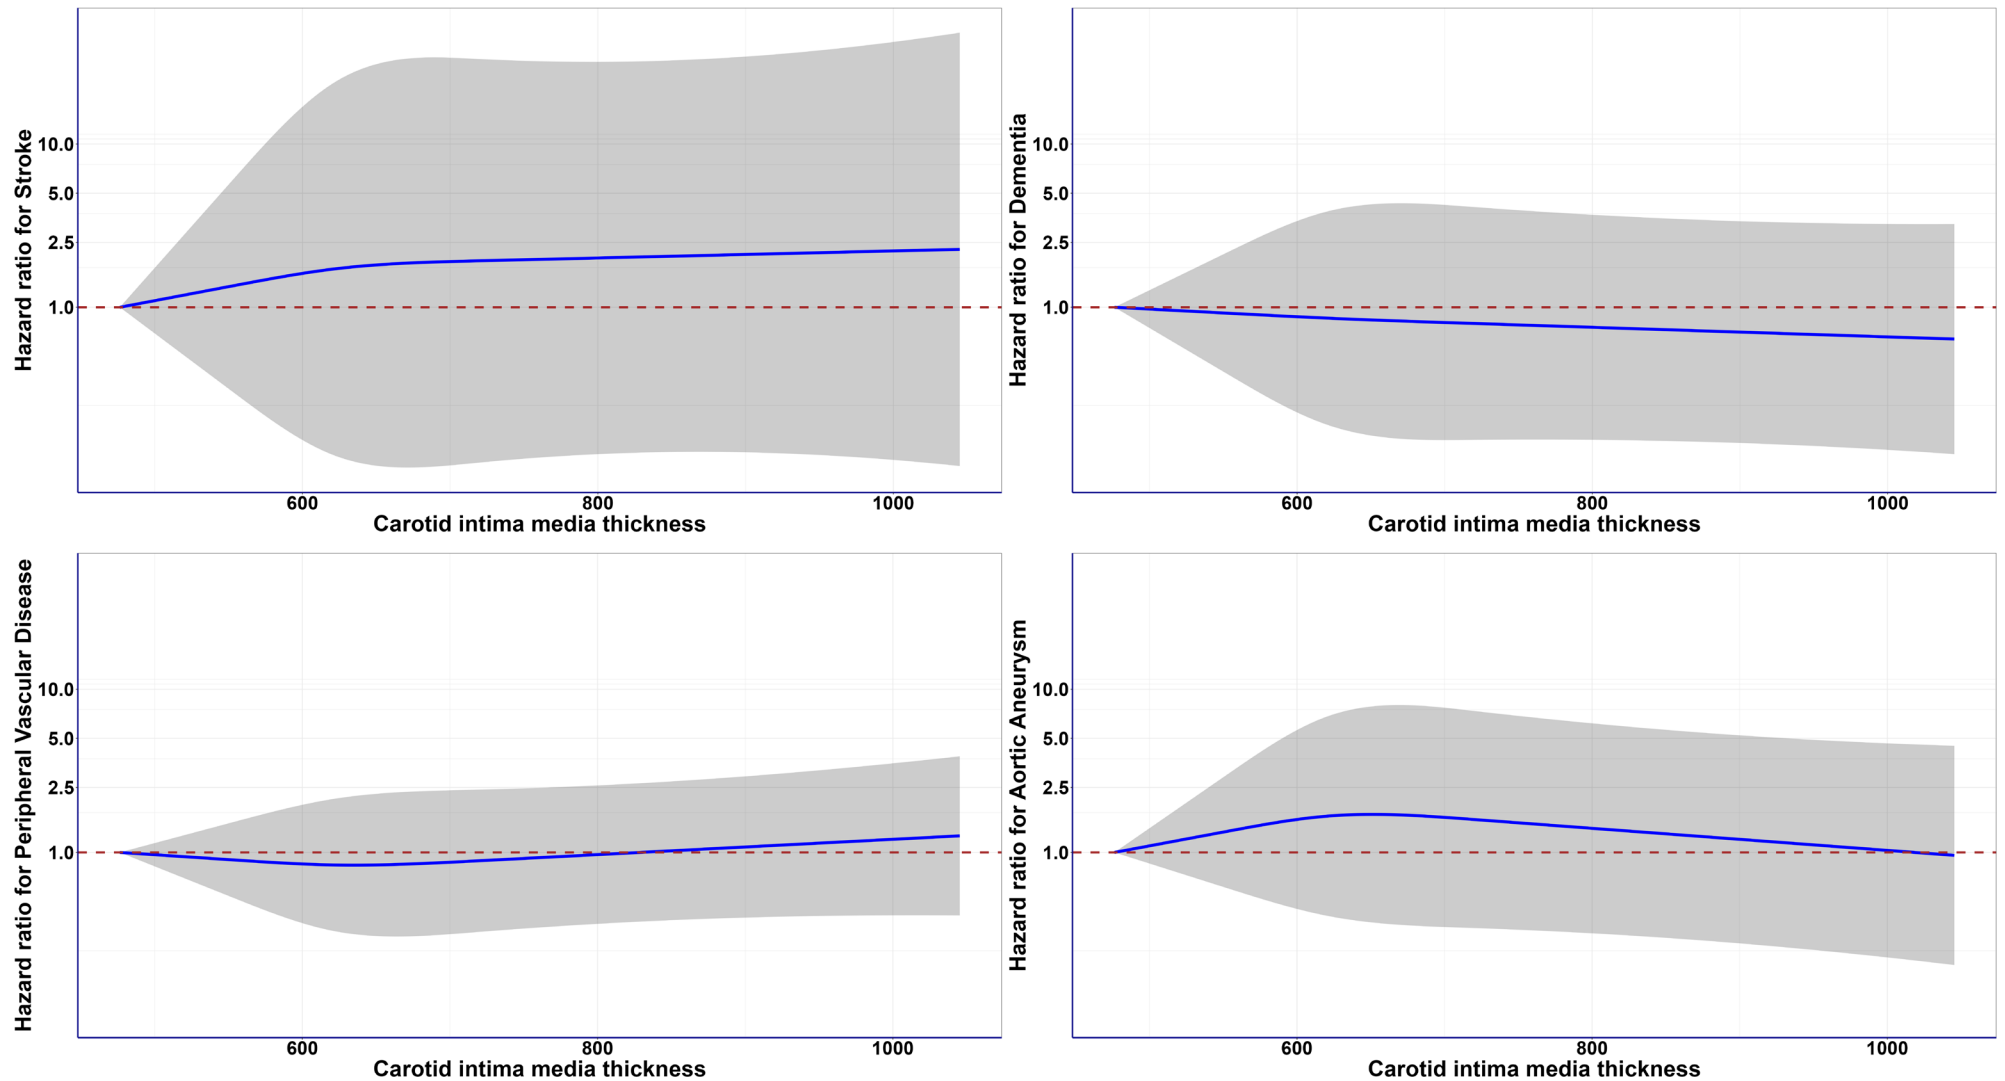 Hazard ratio for Stroke
10.0
5.0
2.5
1.0
600 800 1000
Carotid intima media thickness
Hazard ratio for Dementia
10.0
5.0
2.5
1.0
600 800 1000
Carotid intima media thickness
Hazard ratio for Peripheral Vascular Disease
10.0
5.0
2.5
1.0
600 800 1000
Carotid intima media thickness
Hazard ratio for Aortic Aneurysm
10.0
5.0
2.5
1.0
600 800 1000
Carotid intima media thickness